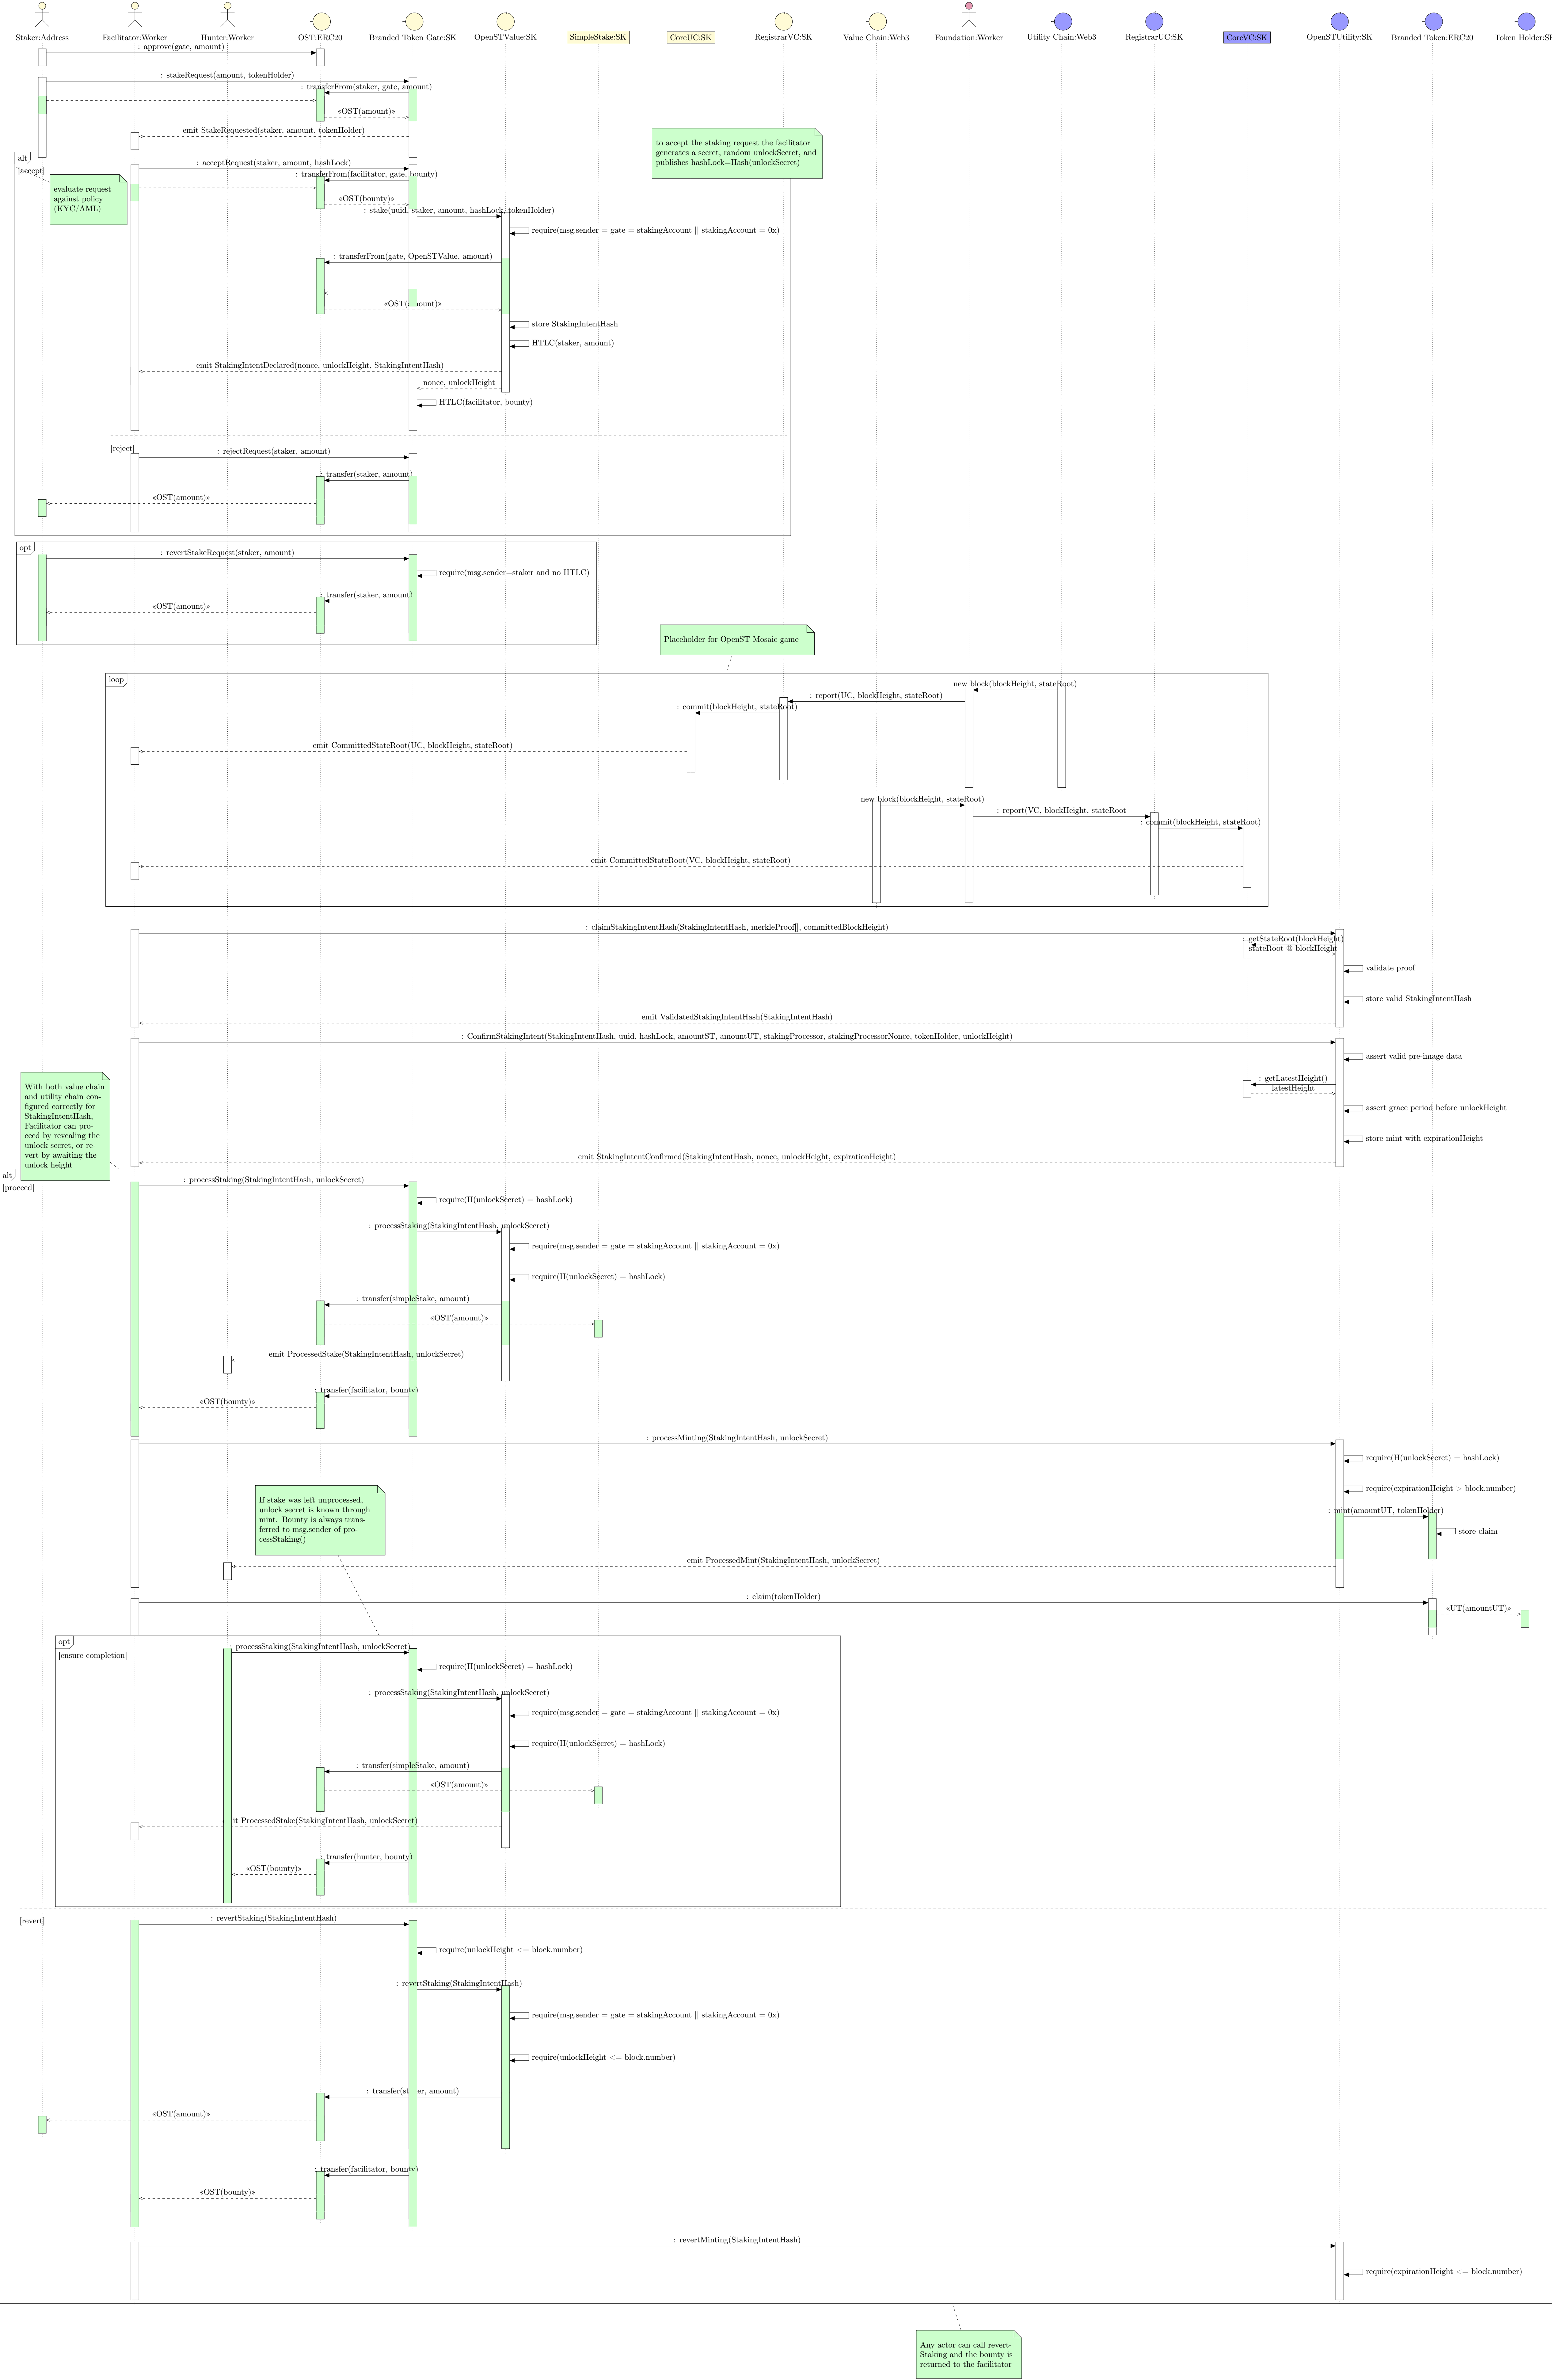 Staker:Address Facilitator:Worker Hunter:Worker OST:ERC20 Branded Token Gate:SK OpenSTValue:SK SimpleStake:SK CoreUC:SK RegistrarVC:SK Value Chain:Web3 Foundation:Worker Utility Chain:Web3 RegistrarUC:SK CoreVC:SK OpenSTUtility:SK Branded Token:ERC20
: approve(gate, amount)
: stakeRequest(amount, tokenHolder)
: transferFrom(staker, gate, amount)
«OST(amount)»
emit StakeRequested(staker, amount, tokenHolder)
to accept the staking request the facilitator
generates a secret, random unlockSecret, and
publishes hashLock=Hash(unlockSecret)
alt
[accept]
: acceptRequest(staker, amount, hashLock)
: transferFrom(facilitator, gate, bounty)
evaluate request
against policy
(KYC/AML)
«OST(bounty)»
: stake(uuid, staker, amount, hashLock, tokenHolder)
require(msg.sender = gate = stakingAccount || stakingAccount = 0x)
: transferFrom(gate, OpenSTValue, amount)
«OST(amount)»
store StakingIntentHash
HTLC(staker, amount)
emit StakingIntentDeclared(nonce, unlockHeight, StakingIntentHash)
nonce, unlockHeight
HTLC(facilitator, bounty)
[reject]
: rejectRequest(staker, amount)
: transfer(staker, amount)
«OST(amount)»
opt
: revertStakeRequest(staker, amount)
require(msg.sender=staker and no HTLC)
: transfer(staker, amount)
«OST(amount)»
Placeholder for OpenST Mosaic game
loop
new block(blockHeight, stateRoot)
: report(UC, blockHeight, stateRoot)
: commit(blockHeight, stateRoot)
emit CommittedStateRoot(UC, blockHeight, stateRoot)
new block(blockHeight, stateRoot)
: report(VC, blockHeight, stateRoot
: commit(blockHeight, stateRoot)
emit CommittedStateRoot(VC, blockHeight, stateRoot)
: claimStakingIntentHash(StakingIntentHash, merkleProof[], committedBlockHeight)
: getStateRoot(blockHeight)
stateRoot @ blockHeight
validate proof
store valid StakingIntentHash
emit ValidatedStakingIntentHash(StakingIntentHash)
: ConfirmStakingIntent(StakingIntentHash, uuid, hashLock, amountST, amountUT, stakingProcessor, stakingProcessorNonce, tokenHolder, unlockHeight)
assert valid pre-image data
: getLatestHeight()
latestHeight
assert grace period before unlockHeight
store mint with expirationHeight
emit StakingIntentConfirmed(StakingIntentHash, nonce, unlockHeight, expirationHeight)
With both value chain
and utility chain con-
figured correctly for
StakingIntentHash,
Facilitator can pro-
ceed by revealing the
unlock secret, or re-
vert by awaiting the
unlock height
alt
[proceed]
: processStaking(StakingIntentHash, unlockSecret)
require(H(unlockSecret) = hashLock)
: processStaking(StakingIntentHash, unlockSecret)
require(msg.sender = gate = stakingAccount || stakingAccount = 0x)
require(H(unlockSecret) = hashLock)
: transfer(simpleStake, amount)
«OST(amount)»
emit ProcessedStake(StakingIntentHash, unlockSecret)
: transfer(facilitator, bounty)
«OST(bounty)»
: processMinting(StakingIntentHash, unlockSecret)
require(H(unlockSecret) = hashLock)
require(expirationHeight > block.number)
: mint(amountUT, tokenHolder)
store claim
If stake was left unprocessed,
unlock secret is known through
mint. Bounty is always trans-
ferred to msg.sender of pro-
cessStaking()
emit ProcessedMint(StakingIntentHash, unlockSecret)
: claim(tokenHolder)
«UT(amountUT)»
opt
[ensure completion]
: processStaking(StakingIntentHash, unlockSecret)
require(H(unlockSecret) = hashLock)
: processStaking(StakingIntentHash, unlockSecret)
require(msg.sender = gate = stakingAccount || stakingAccount = 0x)
require(H(unlockSecret) = hashLock)
: transfer(simpleStake, amount)
«OST(amount)»
emit ProcessedStake(StakingIntentHash, unlockSecret)
: transfer(hunter, bounty)
«OST(bounty)»
[revert]
: revertStaking(StakingIntentHash)
require(unlockHeight <= block.number)
: revertStaking(StakingIntentHash)
require(msg.sender = gate = stakingAccount || stakingAccount = 0x)
require(unlockHeight <= block.number)
: transfer(staker, amount)
«OST(amount)»
: transfer(facilitator, bounty)
«OST(bounty)»
: revertMinting(StakingIntentHash)
require(expirationHeight <= block.number)
Any actor can call revert-
Staking and the bounty is
returned to the facilitator